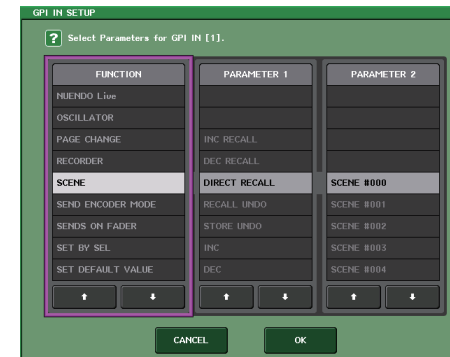 GPI IN SETUP
? Select Parameters for GPI IN [1].
FUNCTION PARAMETER 1 PARAMETER 2
NUENDO Live
OSCILLATOR
PAGE CHANGE INC RECALL
RECORDER DEC RECALL
SCENE DIRECT RECALL SCENE #000
SEND ENCODER MODE RECALL UNDO SCENE #001
SENDS ON FADER STORE UNDO SCENE #002
SET BY SEL INC SCENE #003
SET DEFAULT VALUE DEC SCENE #004
CANCEL OK